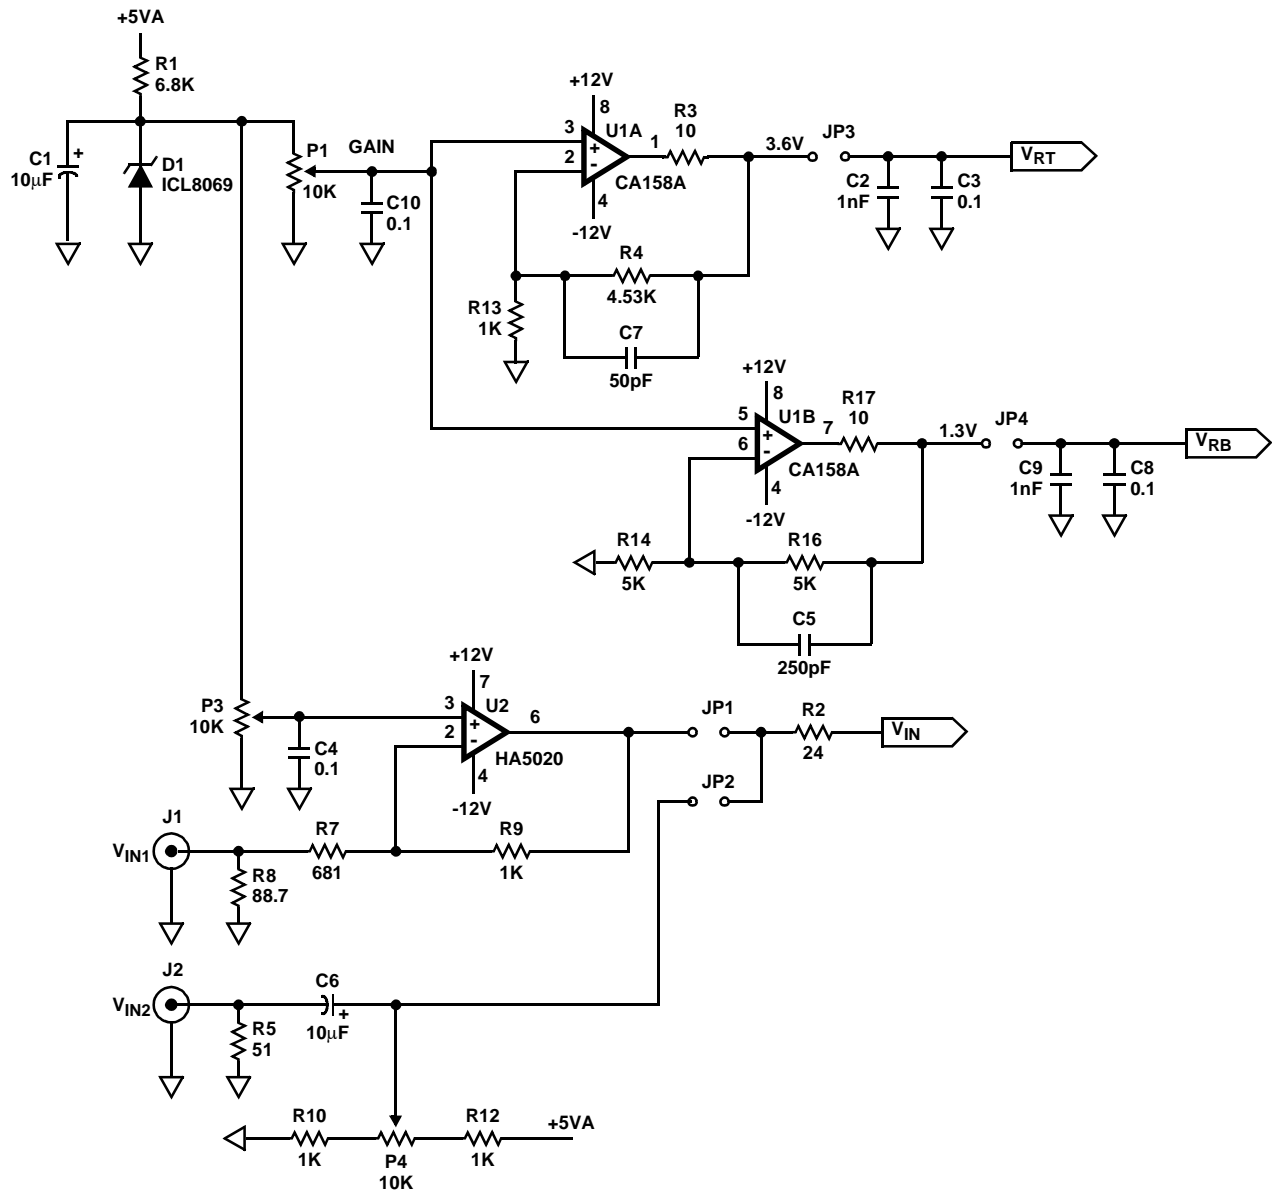 +5VA
R1
6.8K
C1
+
10µF
D1
ICL8069
P1
10K
GAIN
C10
0.1
+12V
8
3
2
+
-
U1A
1
CA158A
4
-12V
R3
10
3.6V
JP3
C2
1nF
C3
0.1
VRT
R4
4.53K
R13
1K
C7
50pF
+12V
8
5
6
+
-
U1B
7
CA158A
4
-12V
R17
10
1.3V
JP4
C9
1nF
C8
0.1
VRB
R14
5K
R16
5K
C5
250pF
P3
10K
C4
0.1
+12V
7
3
2
+
-
U2
6
HA5020
4
-12V
JP1
JP2
R2
24
VIN
J1
VIN1
R8
88.7
R7
681
R9
1K
J2
VIN2
R5
51
C6
+
10µF
R10
1K
P4
10K
R12
1K
+5VA